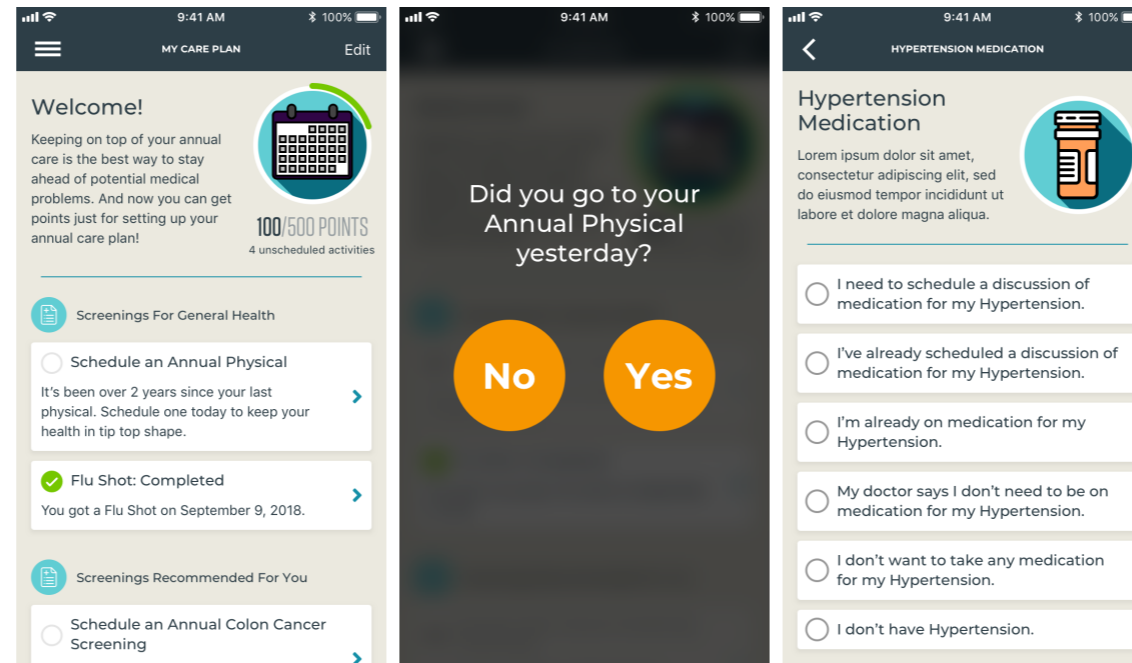 9:41 AM
100%
MY CARE PLAN
Edit
Welcome!
Keeping on top of your annual
care is the best way to stay
ahead of potential medical
problems. And now you can get
points just for setting up your
annual care plan!
100/500 POINTS
4 unscheduled activities
Screenings For General Health
Schedule an Annual Physical
It's been over 2 years since your last
physical. Schedule one today to keep your
health in tip top shape.
Flu Shot: Completed
You got a Flu Shot on September 9, 2018.
Screenings Recommended For You
Schedule an Annual Colon Cancer
Screening
9:41 AM
100%
Did you go to your
Annual Physical
yesterday?
No
Yes
9:41 AM
100%
HYPERTENSION MEDICATION
Hypertension
Medication
Lorem ipsum dolor sit amet,
consectetur adipiscing elit, sed
do eiusmod tempor incididunt ut
labore et dolore magna aliqua.
I need to schedule a discussion of
medication for my Hypertension.
I've already scheduled a discussion of
medication for my Hypertension.
I'm already on medication for my
Hypertension.
My doctor says I don't need to be on
medication for my Hypertension.
I don't want to take any medication
for my Hypertension.
I don't have Hypertension.